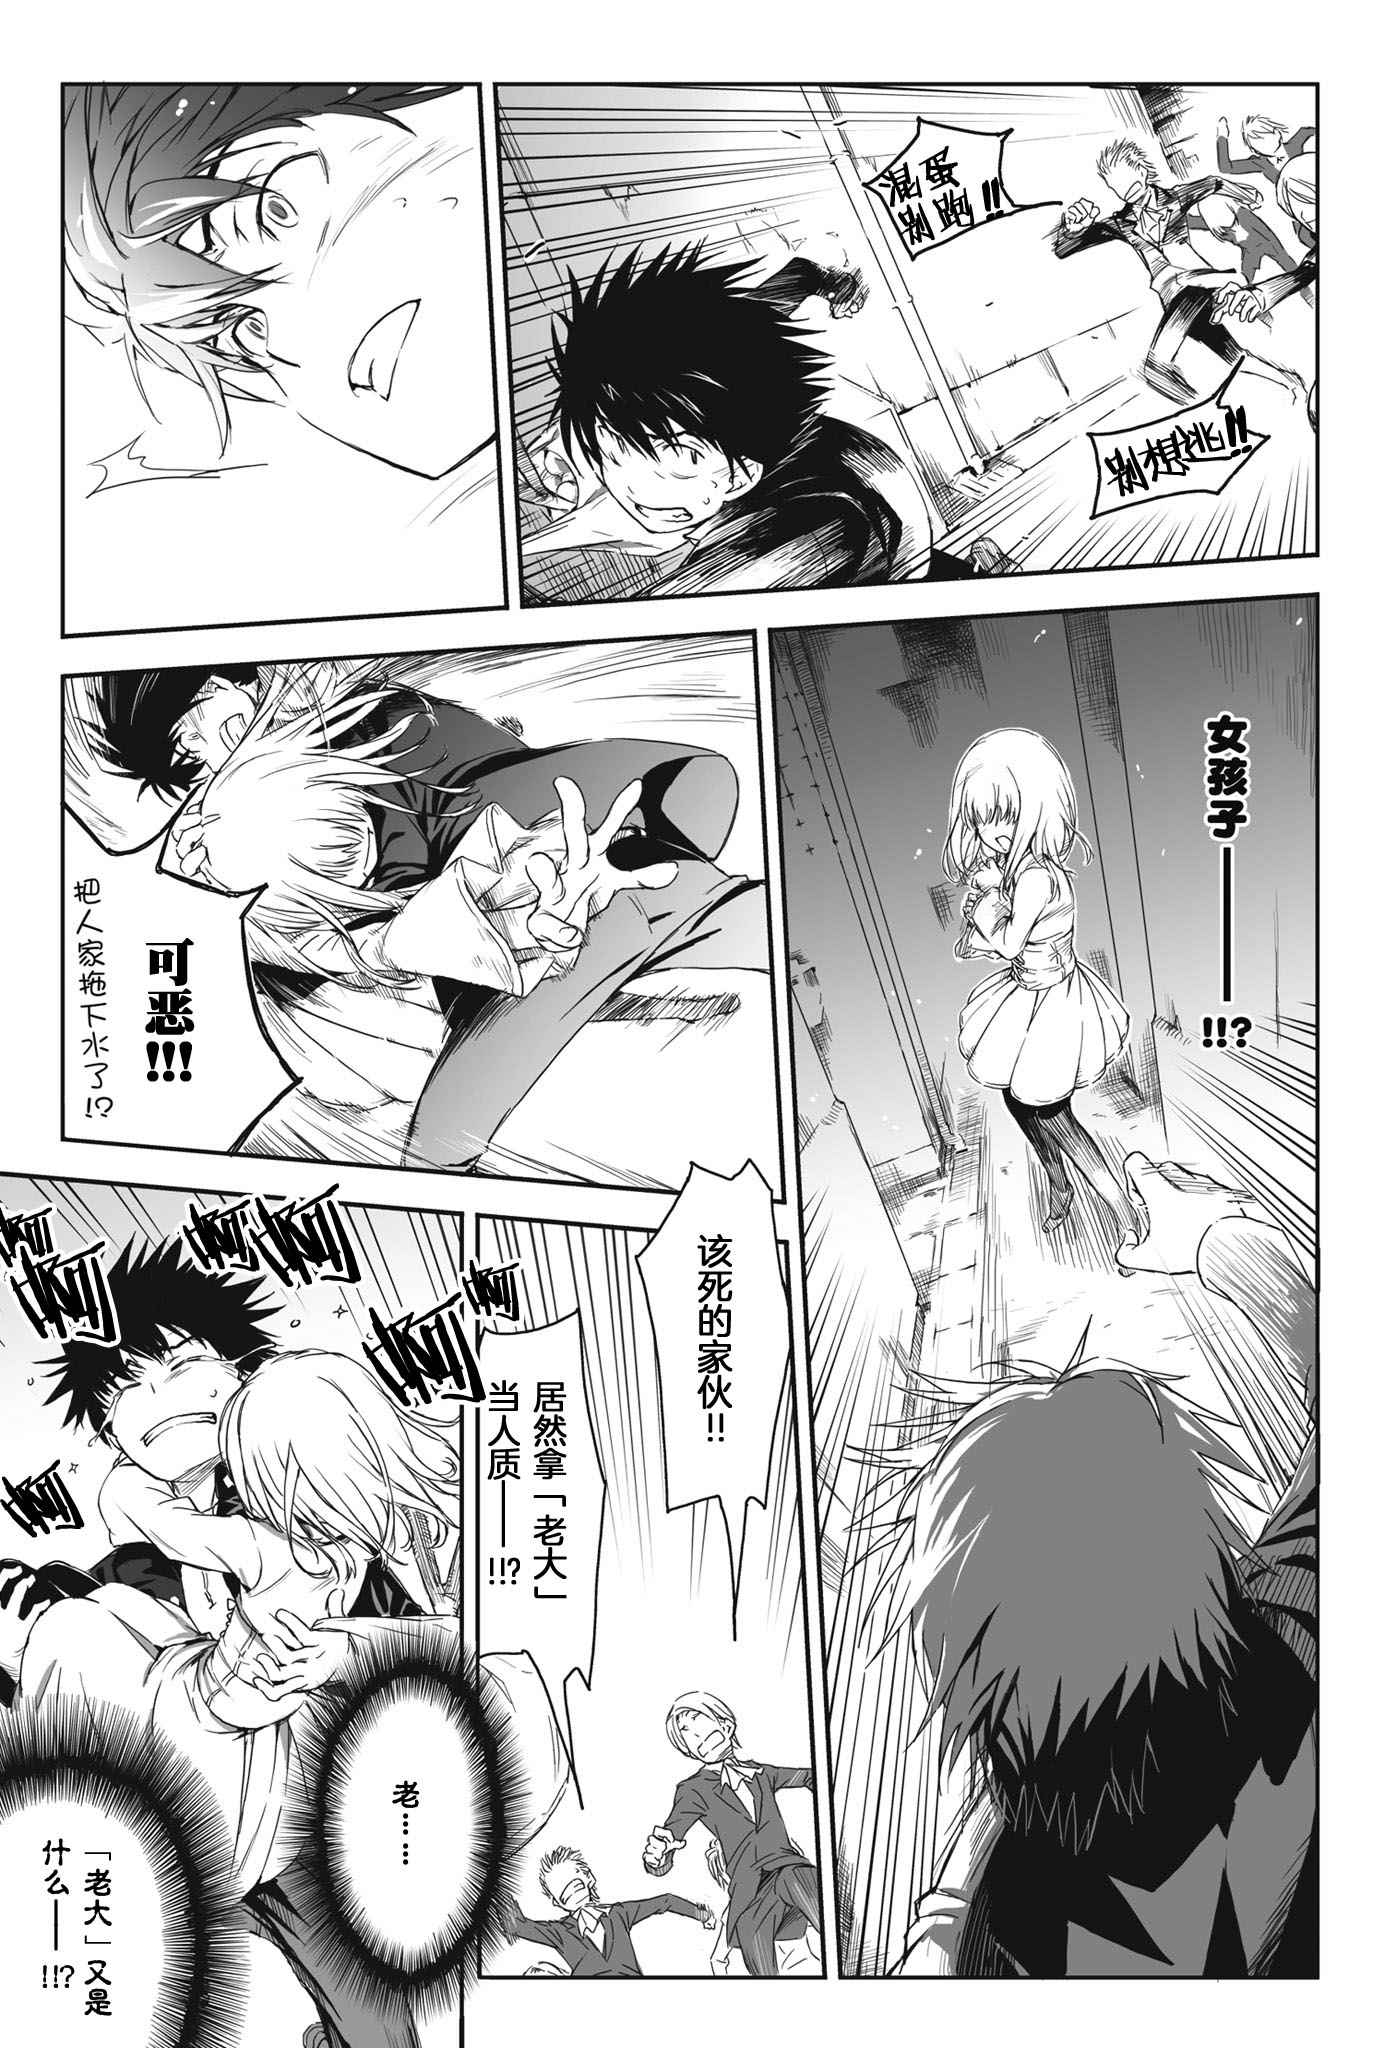 混蛋
别跑!!
别想逃!!
女孩子——!!?
可恶!!!
把人家拖下水了!?
该死的家伙!!
居然拿「老大」
当人质——!!?
啊
啊
啊
啊
啊
啊
啊
老……
「老大」又是
什么——!!?